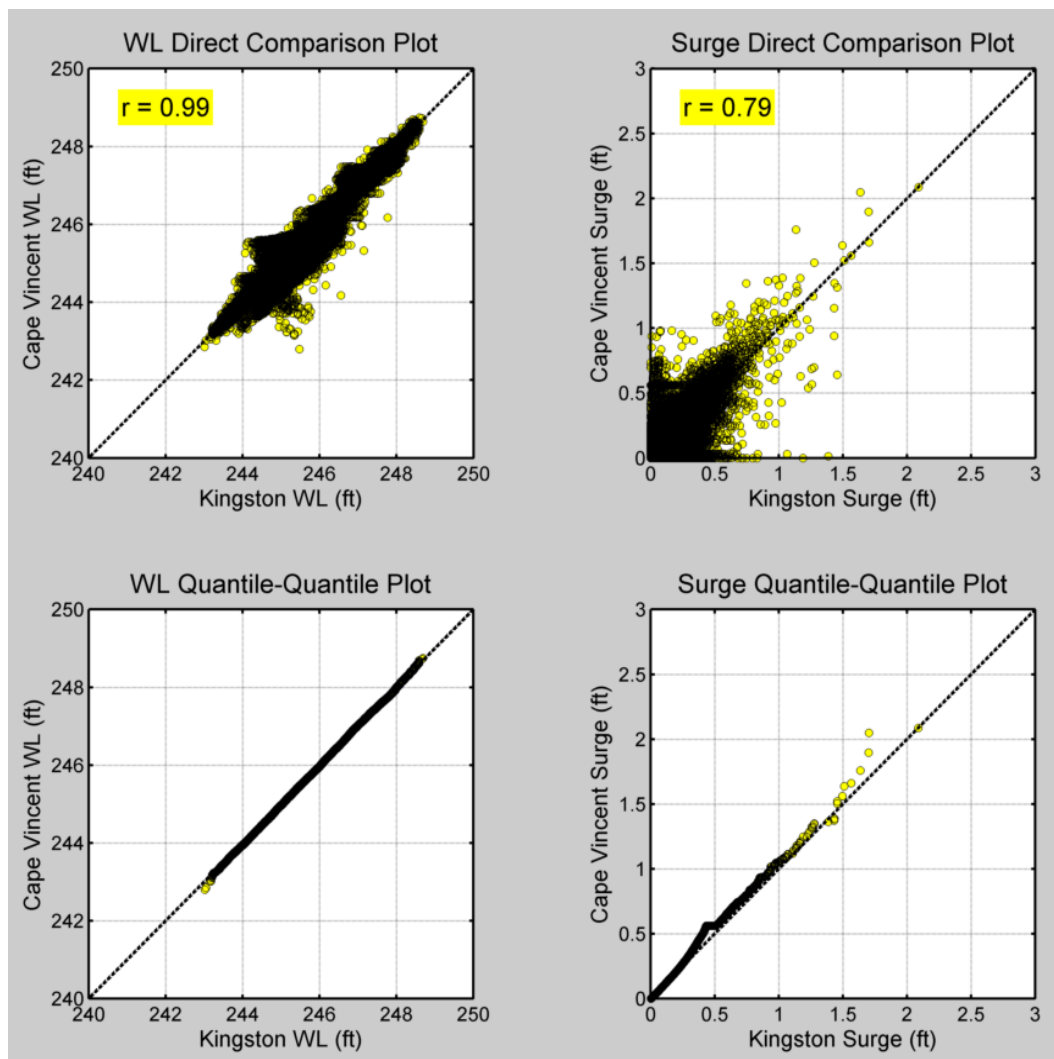 WL Direct Comparison Plot
250
248
246
244
242
240
240 242 244 246 248 250
Cape Vincent WL (ft)
Kingston WL (ft)
r = 0.99
Surge Direct Comparison Plot
3
2.5
2
1.5
1
0.5
0
0 0.5 1 1.5 2 2.5 3
Cape Vincent Surge (ft)
Kingston Surge (ft)
r = 0.79
WL Quantile-Quantile Plot
250
248
246
244
242
240
240 242 244 246 248 250
Cape Vincent WL (ft)
Kingston WL (ft)
Surge Quantile-Quantile Plot
3
2.5
2
1.5
1
0.5
0
0 0.5 1 1.5 2 2.5 3
Cape Vincent Surge (ft)
Kingston Surge (ft)